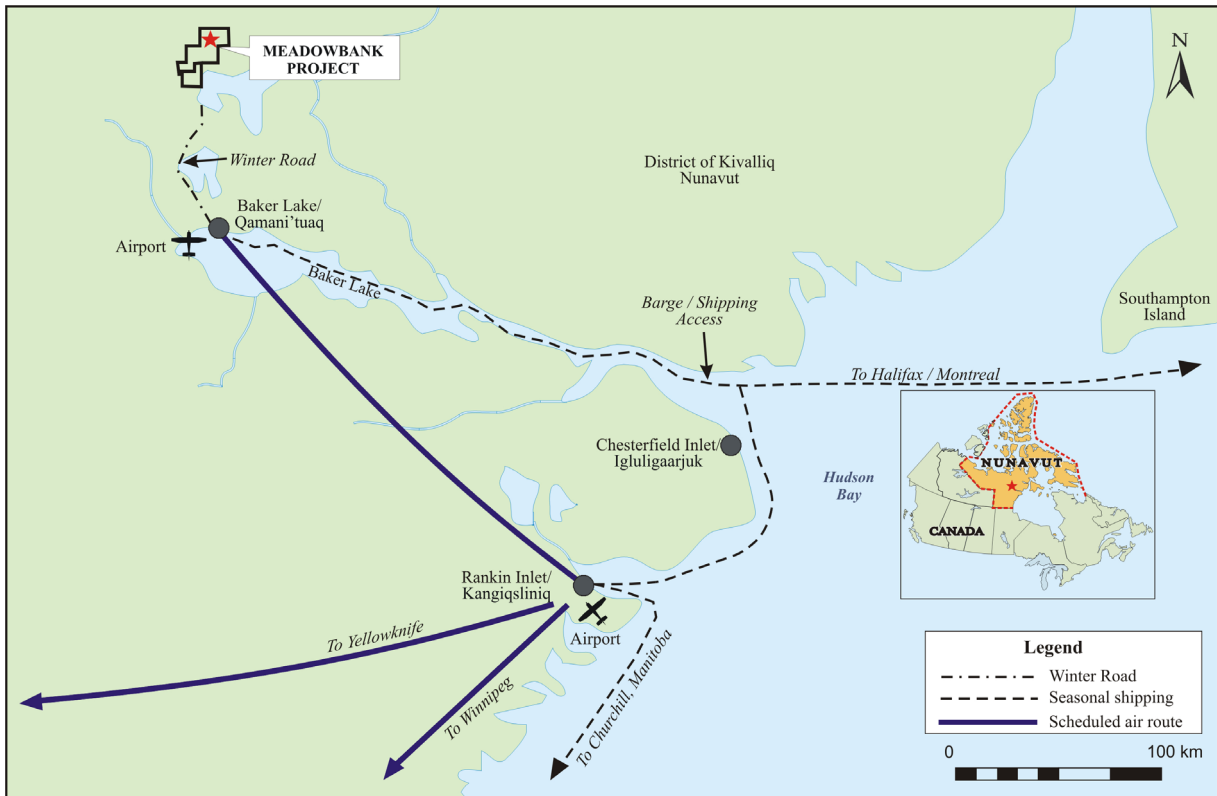 MEADOWBANK
PROJECT
N
Winter Road
District of Kivalliq
Nunavut
Baker Lake/
Qamani'tuaq
Airport
Baker Lake
Barge / Shipping
Access
Southampton
Island
To Halifax / Montreal
Chesterfield Inlet/
Igluligaarjuk
Hudson
Bay
NUNAVUT
CANADA
Rankin Inlet/
Kangiqsliniq
Airport
To Yellowknife
To Winnipeg
To Churchill, Manitoba
Legend
Winter Road
Seasonal shipping
Scheduled air route
0 100 km